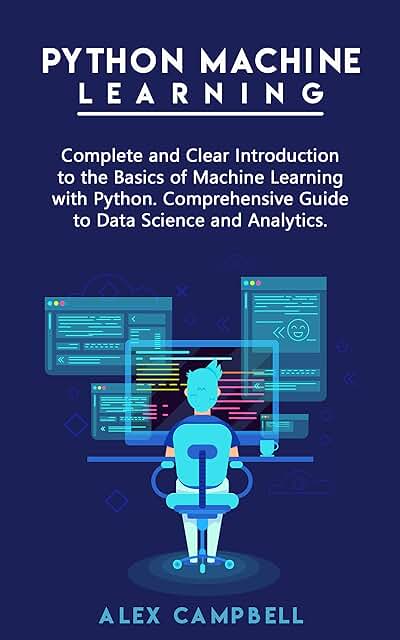 PYTHON MACHINE
LEARNING
Complete and Clear Introduction
to the Basics of Machine Learning
with Python. Comprehensive Guide
to Data Science and Analytics.
ALEX CAMPBELL